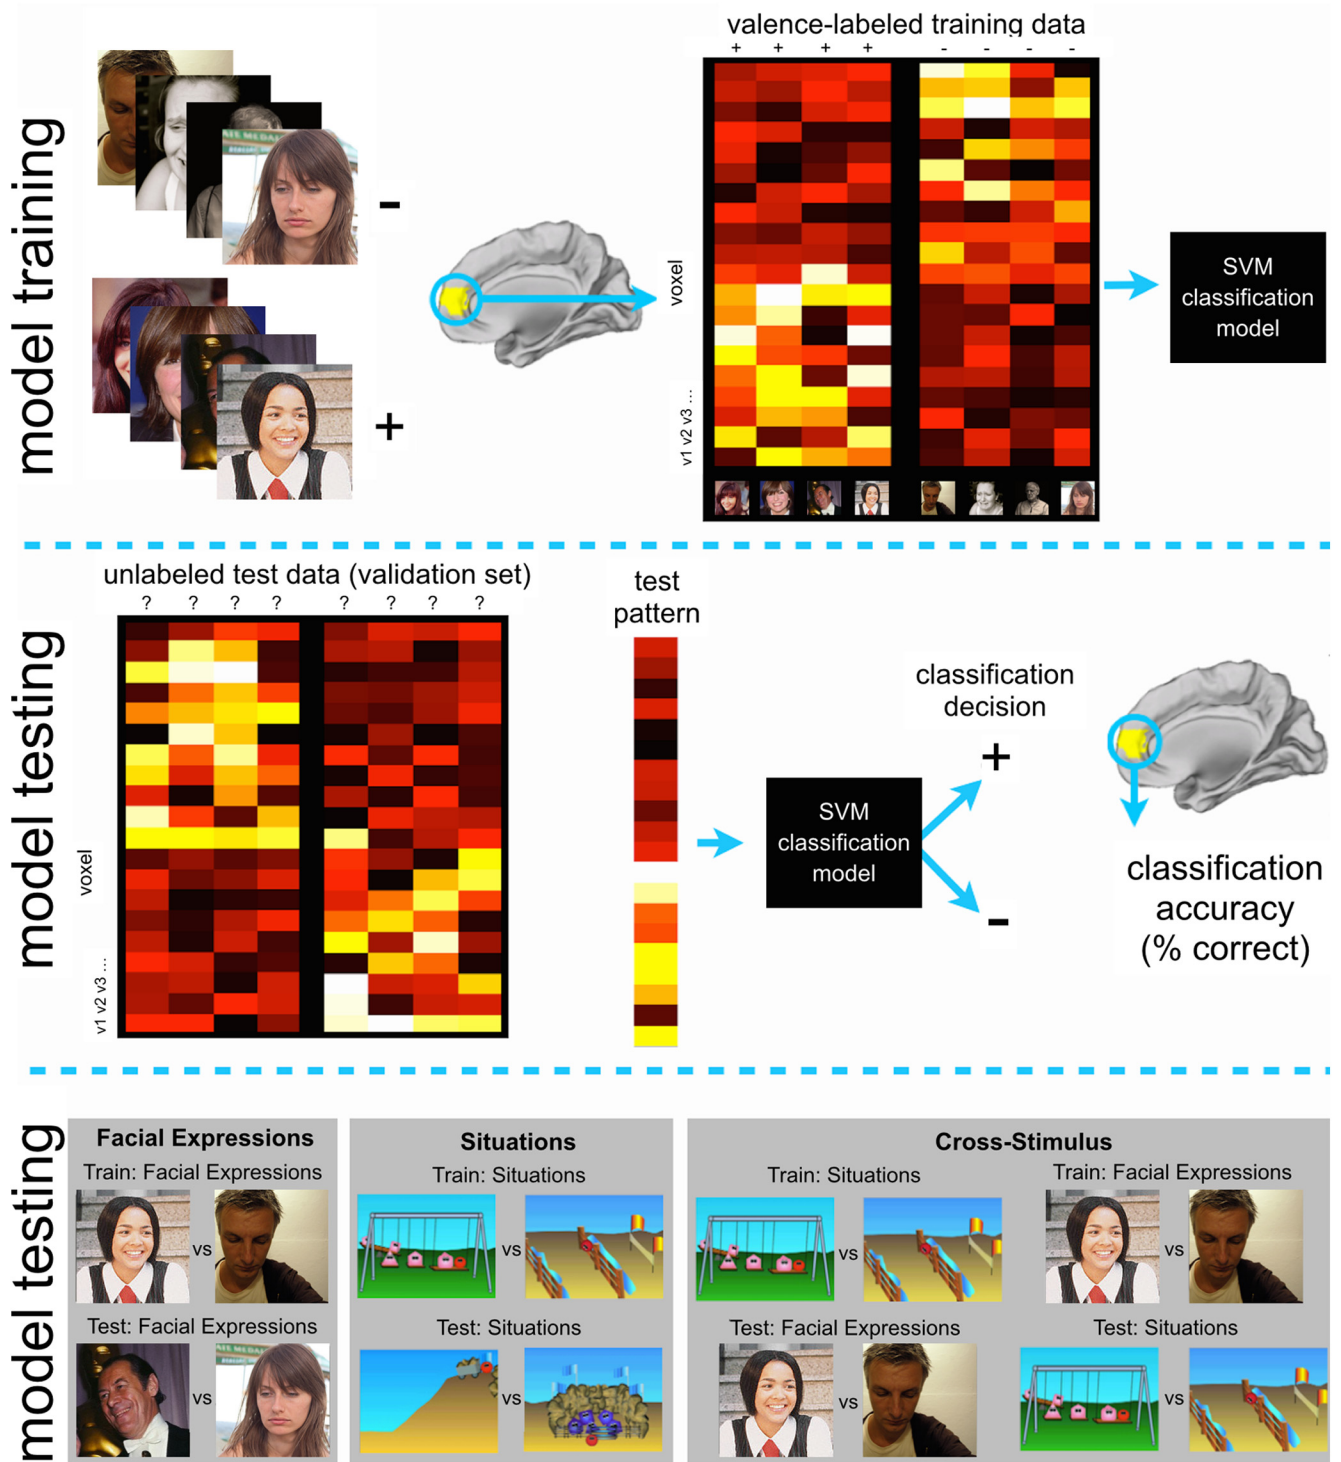 model training
valence-labeled training data
+ + + + - - - -
-
+
voxel
v1 v2 v3 ...
SVM
classification
model
model testing
unlabeled test data (validation set)
? ? ? ? ? ? ? ?
voxel
v1 v2 v3 ...
test
pattern
SVM
classification
model
classification
decision
+
-
classification
accuracy
(% correct)
model testing
Facial Expressions
Train: Facial Expressions
vs
Test: Facial Expressions
vs
Situations
Train: Situations
vs
Test: Situations
vs
Cross-Stimulus
Train: Situations
vs
Test: Facial Expressions
vs
Train: Facial Expressions
vs
Test: Situations
vs